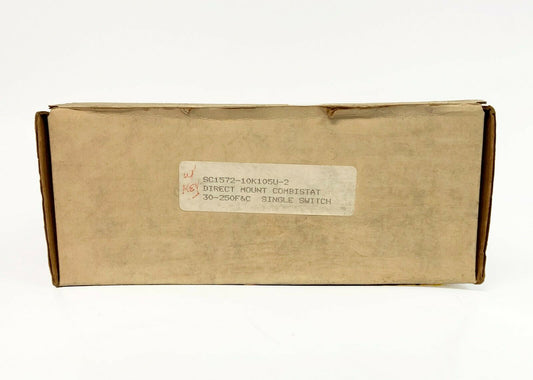 w/
KEY
SC1572-10K105U-2
DIRECT MOUNT COMBISTAT
30-250F&C SINGLE SWITCH